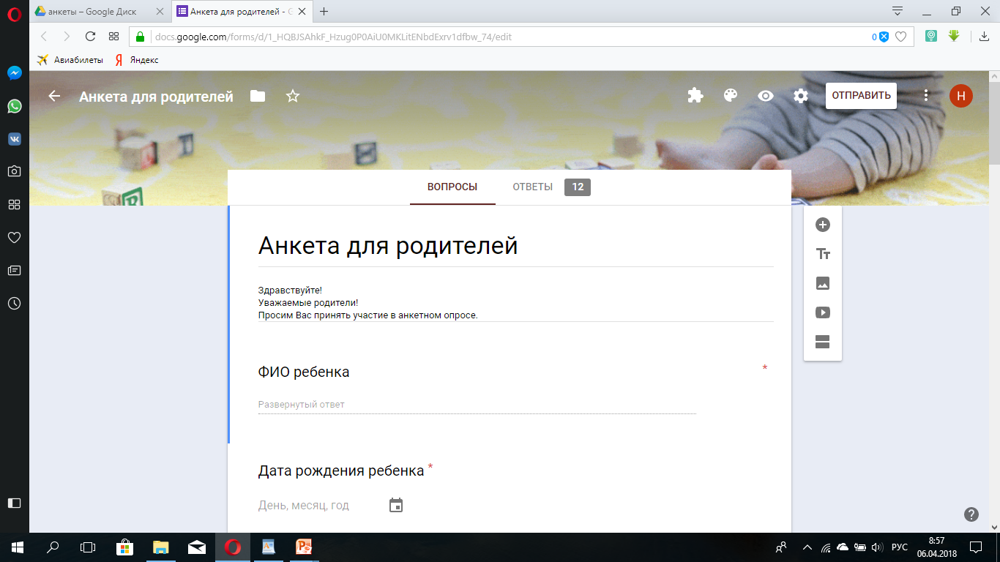 анкеты – Google Диск
Анкета для родителей - G
docs.google.com/forms/d/1_HQBJSAhkF_Hzug0P0AiU0MKLitENbdExrv1dfbw_74/edit
0
Авиабилеты
Яндекс
Анкета для родителей
ОТПРАВИТЬ
Н
ВОПРОСЫ
ОТВЕТЫ
12
Анкета для родителей
Здравствуйте!
Уважаемые родители!
Просим Вас принять участие в анкетном опросе.
ФИО ребенка *
Развернутый ответ
Дата рождения ребенка *
День, месяц, год
РУС
8:57
06.04.2018